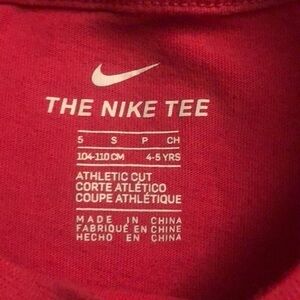 THE NIKE TEE
5 S P CH
104-110 CM 4-5 YRS
ATHLETIC CUT
CORTE ATLÉTICO
COUPE ATHLÉTIQUE
MADE IN CHINA
FABRIQUÉ EN CHINE
HECHO EN CHINA